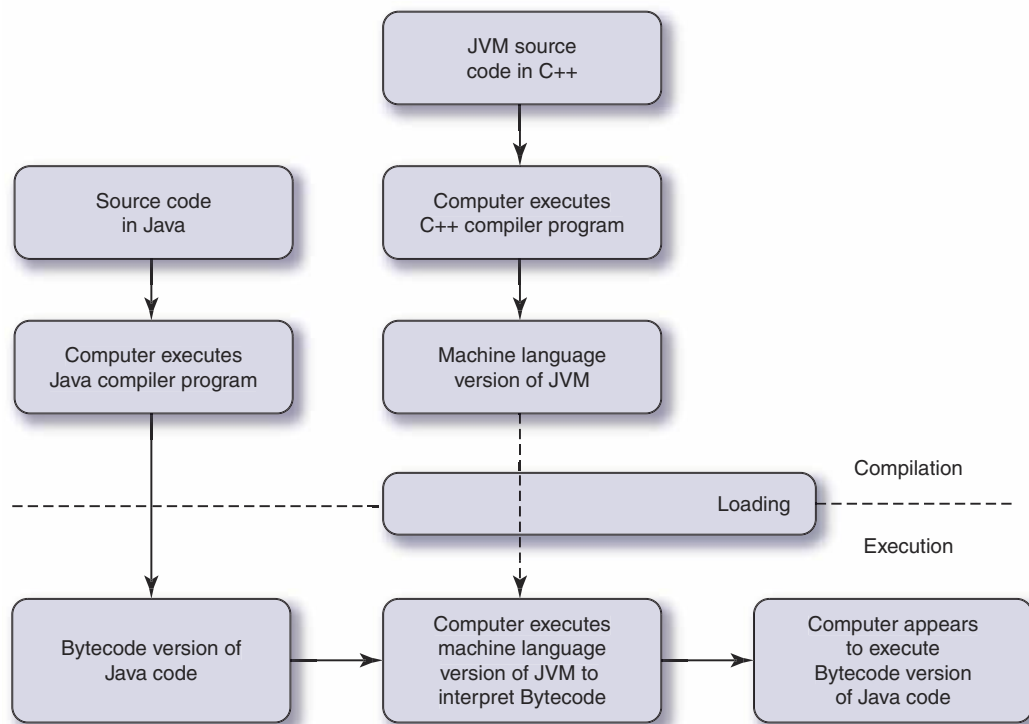 JVM source
code in C++
Source code
in Java
Computer executes
C++ compiler program
Computer executes
Java compiler program
Machine language
version of JVM
Compilation
Loading
Execution
Bytecode version of
Java code
Computer executes
machine language
version of JVM to
interpret Bytecode
Computer appears
to execute
Bytecode version
of Java code